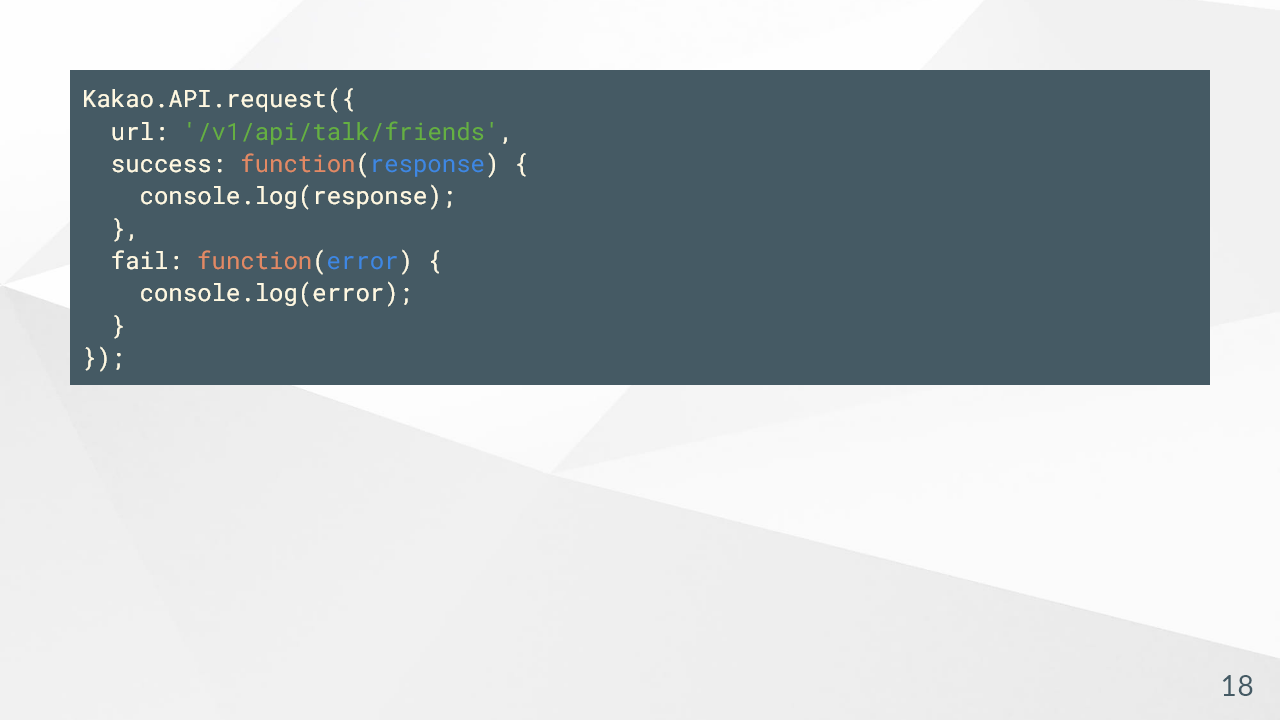 Kakao.API.request({
  url: '/v1/api/talk/friends',
  success: function(response) {
    console.log(response);
  },
  fail: function(error) {
    console.log(error);
  }
});
18